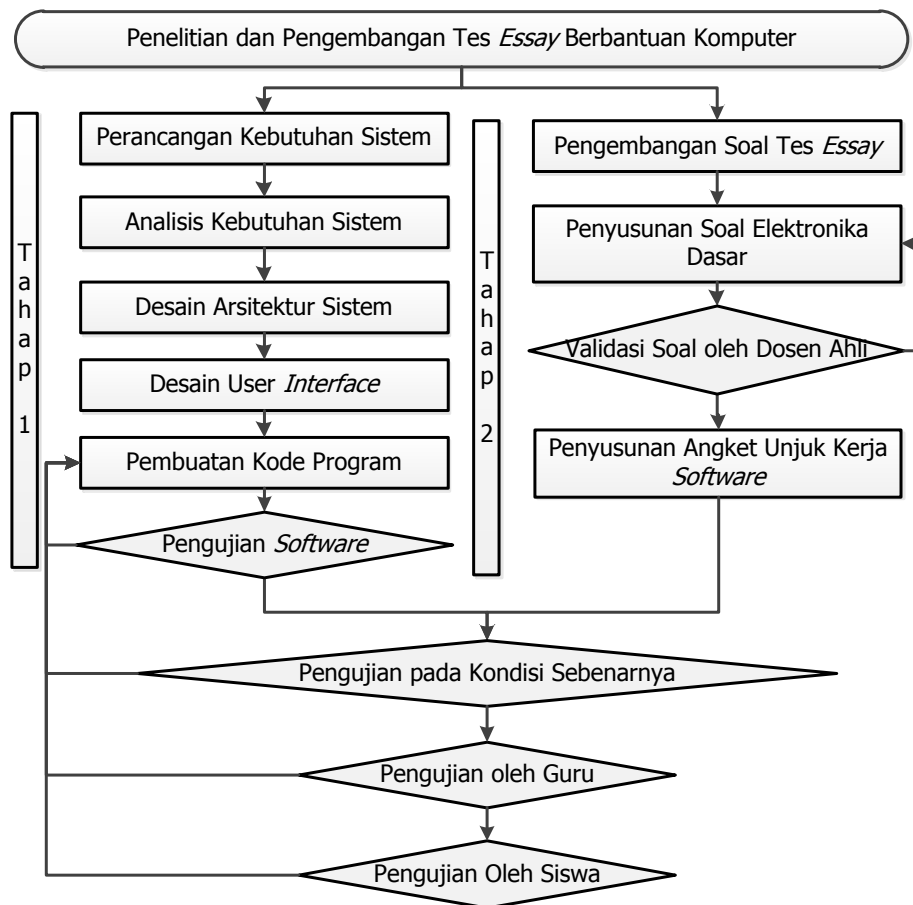 Penelitian dan Pengembangan Tes Essay Berbantuan Komputer
Tahap 1
Perancangan Kebutuhan Sistem
Analisis Kebutuhan Sistem
Desain Arsitektur Sistem
Desain User Interface
Pembuatan Kode Program
Pengujian Software
Tahap 2
Pengembangan Soal Tes Essay
Penyusunan Soal Elektronika
Dasar
Validasi Soal oleh Dosen Ahli
Penyusunan Angket Unjuk Kerja
Software
Pengujian pada Kondisi Sebenarnya
Pengujian oleh Guru
Pengujian Oleh Siswa